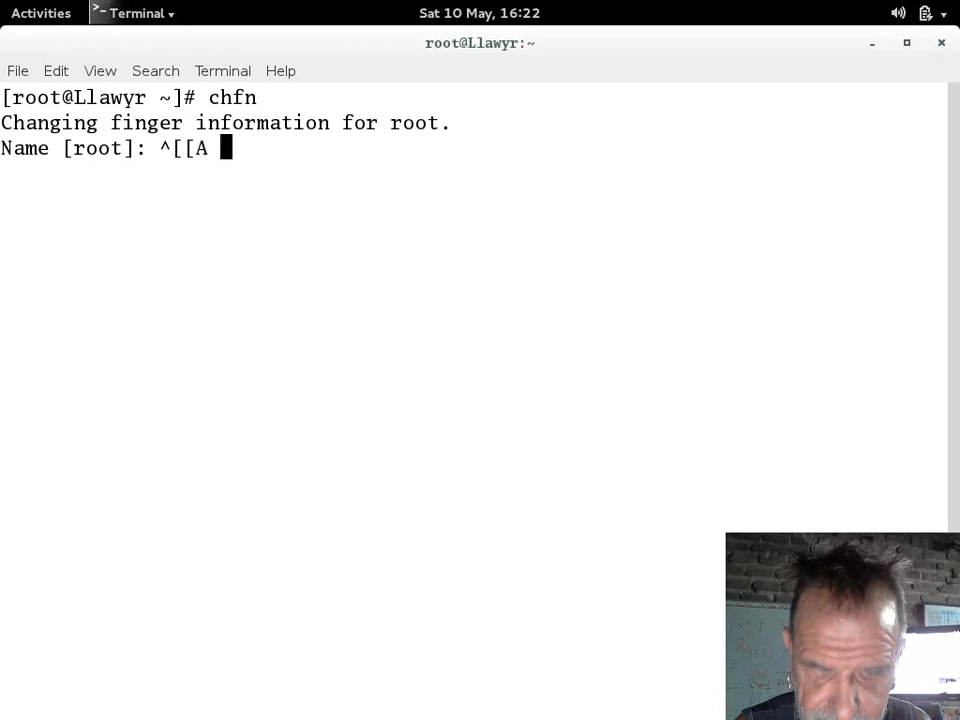 Activities
>_ Terminal ▾
Sat 10 May, 16:22
root@Llawyr:~
File Edit View Search Terminal Help
[root@Llawyr ~]# chfn
Changing finger information for root.
Name [root]: ^[[A